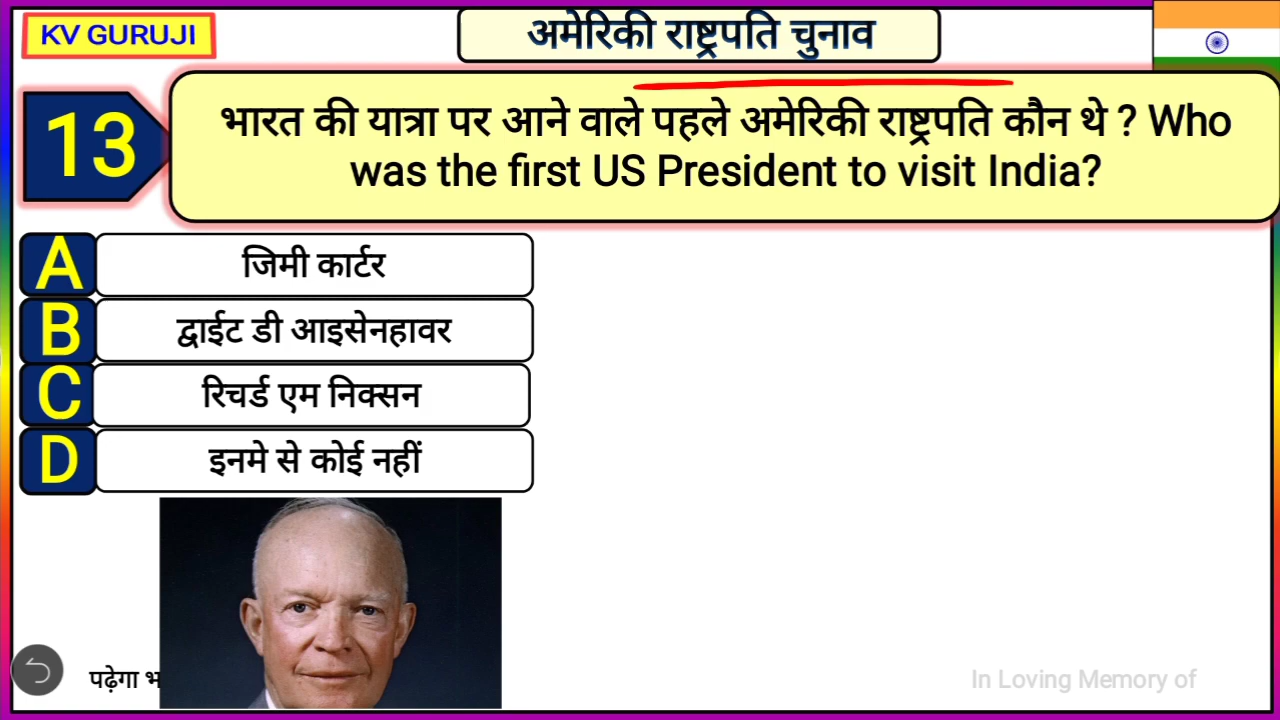 KV GURUJI
अमेरिकी राष्ट्रपति चुनाव
13
भारत की यात्रा पर आने वाले पहले अमेरिकी राष्ट्रपति कौन थे ? Who
was the first US President to visit India?
A जिमी कार्टर
B द्वाईट डी आइसेनहावर
C रिचर्ड एम निक्सन
D इनमे से कोई नहीं
पढ़ेगा
In Loving Memory of